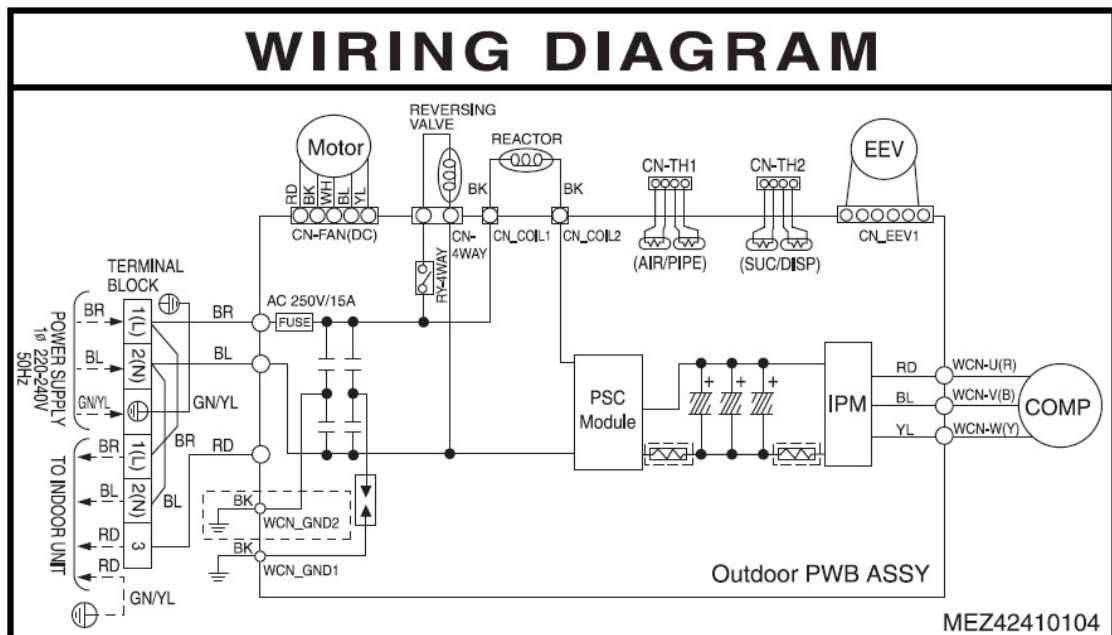 WIRING DIAGRAM
REVERSING
VALVE
REACTOR
Motor
EEV
CN-TH1
CN-TH2
RD
BK
WH
BL
YL
BK
BK
CN-FAN(DC)
CN-
4WAY
CN_COIL1
CN_COIL2
CN_EEV1
(AIR/PIPE)
(SUC/DISP)
RY-4WAY
TERMINAL
BLOCK
AC 250V/15A
FUSE
POWER SUPPLY
1ø 220-240V
50Hz
BR
1(L)
BR
BL
2(N)
BL
GN/YL
GN/YL
TO INDOOR UNIT
BR
1(L)
BR
RD
BL
2(N)
BL
RD
3
RD
GN/YL
BK
WCN_GND2
BK
WCN_GND1
PSC
Module
+
+
+
IPM
RD
WCN-U(R)
BL
WCN-V(B)
YL
WCN-W(Y)
COMP
Outdoor PWB ASSY
MEZ42410104